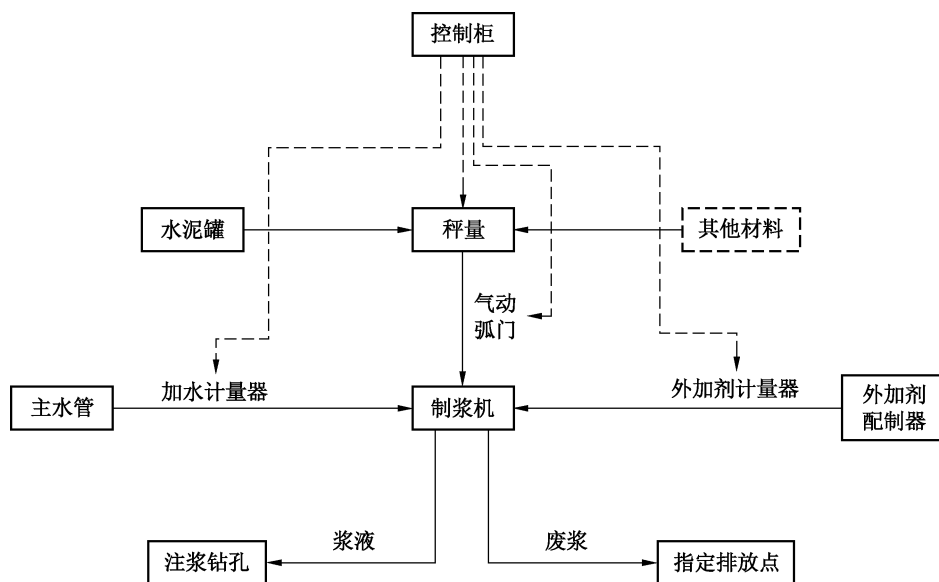 控制柜
水泥罐
秤量
其他材料
气动
弧门
加水计量器
外加剂计量器
主水管
制浆机
外加剂
配制器
浆液
废浆
注浆钻孔
指定排放点